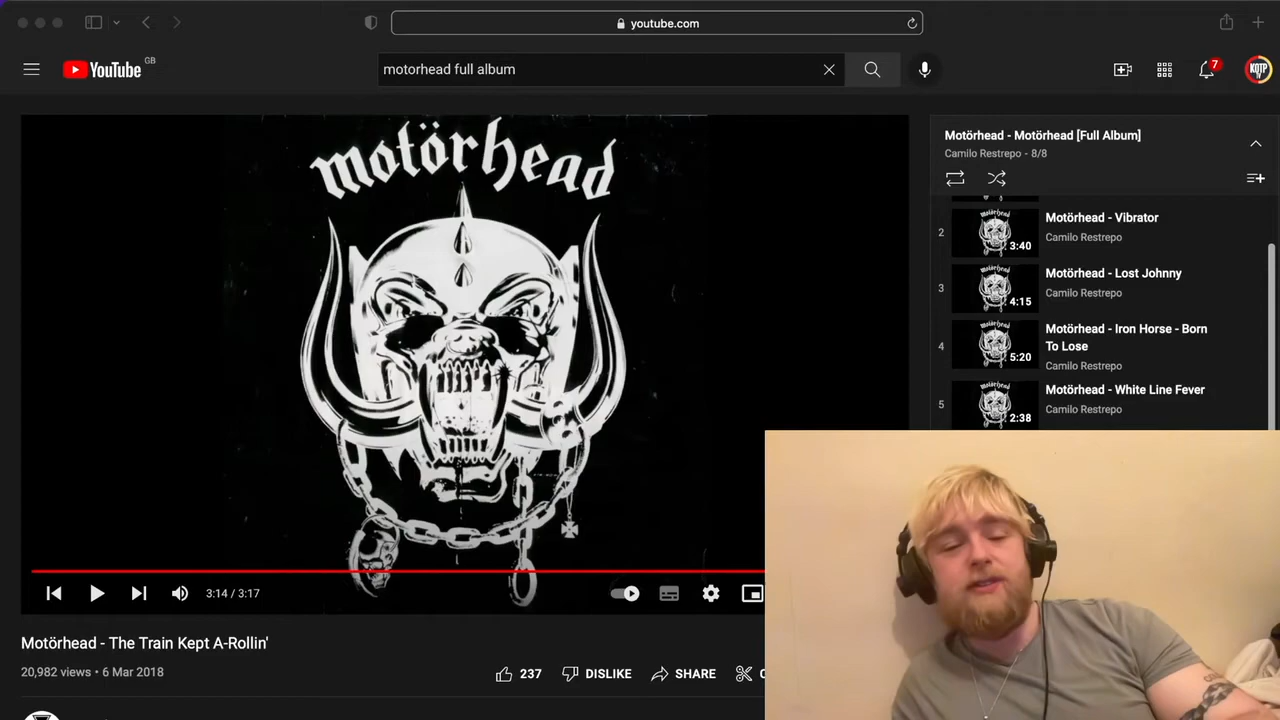 youtube.com
YouTube GB
motorhead full album
7
KQTP
motörhead
Motörhead - Motörhead [Full Album]
Camilo Restrepo - 8/8
2
3:40
Motörhead - Vibrator
Camilo Restrepo
3
4:15
Motörhead - Lost Johnny
Camilo Restrepo
4
5:20
Motörhead - Iron Horse - Born
To Lose
Camilo Restrepo
5
2:38
Motörhead - White Line Fever
Camilo Restrepo
3:14 / 3:17
Motörhead - The Train Kept A-Rollin'
20,982 views • 6 Mar 2018
237
DISLIKE
SHARE